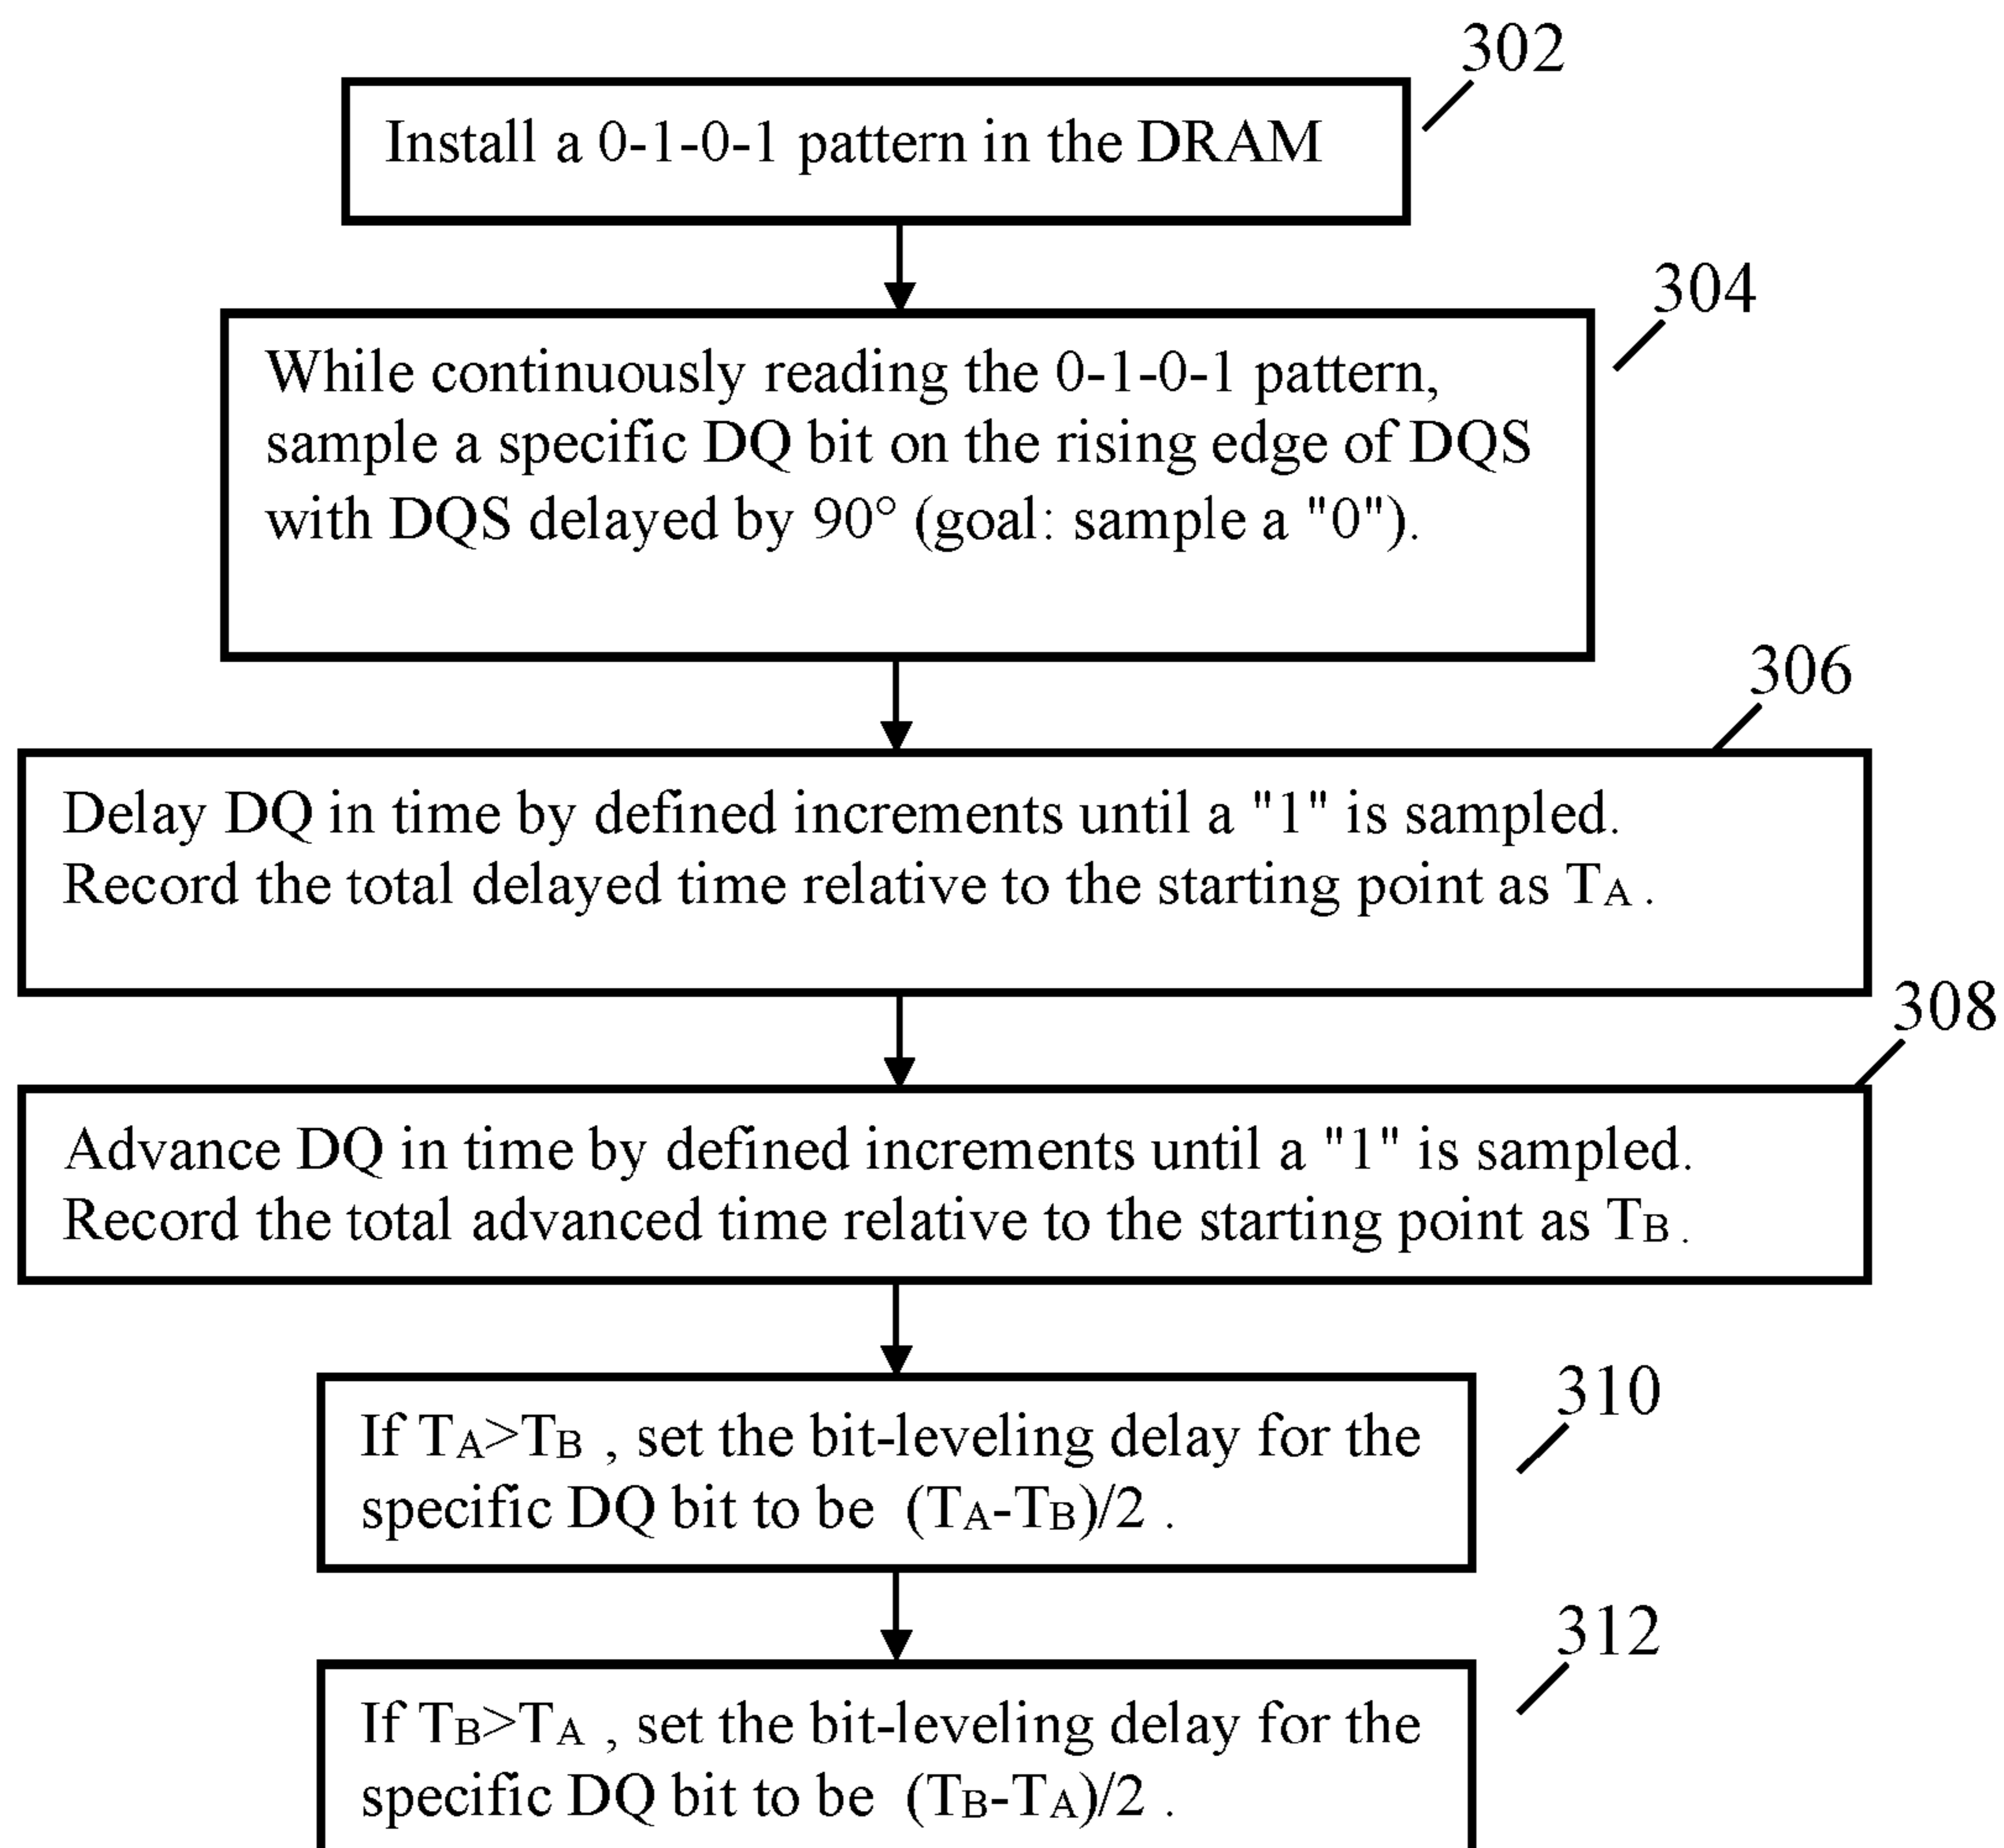 302
Install a 0-1-0-1 pattern in the DRAM
304
While continuously reading the 0-1-0-1 pattern,
sample a specific DQ bit on the rising edge of DQS
with DQS delayed by 90° (goal: sample a "0").
306
Delay DQ in time by defined increments until a "1" is sampled.
Record the total delayed time relative to the starting point as TA .
308
Advance DQ in time by defined increments until a "1" is sampled.
Record the total advanced time relative to the starting point as TB .
310
If TA>TB , set the bit-leveling delay for the
specific DQ bit to be (TA-TB)/2 .
312
If TB>TA , set the bit-leveling delay for the
specific DQ bit to be (TB-TA)/2 .